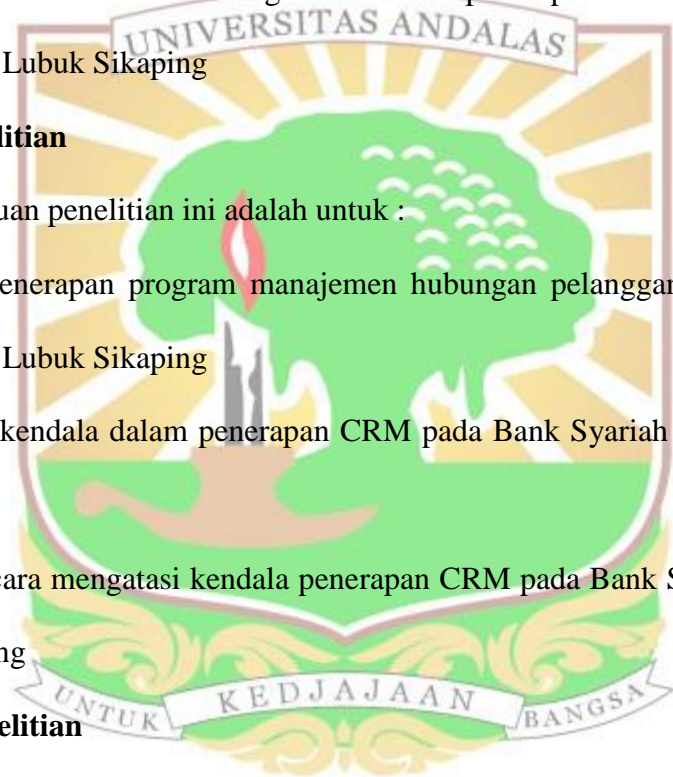 UNIVERSITAS ANDALAS
Lubuk Sikaping
litian
uan penelitian ini adalah untuk :
enerapan program manajemen hubungan pelanggan
Lubuk Sikaping
kendala dalam penerapan CRM pada Bank Syariah
cara mengatasi kendala penerapan CRM pada Bank S
ng
UNTUK KEDJAJAAN BANGSA
elitian